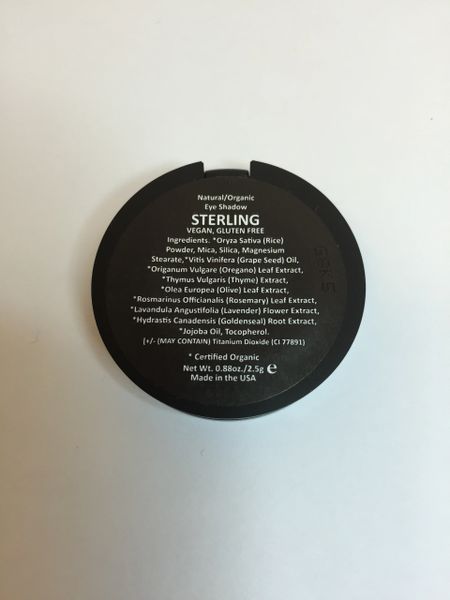 Natural/Organic
Eye Shadow
STERLING
VEGAN, GLUTEN FREE
Ingredients: *Oryza Sativa (Rice)
Powder, Mica, Silica, Magnesium
Stearate,*Vitis Vinifera (Grape Seed) Oil,
*Origanum Vulgare (Oregano) Leaf Extract,
*Thymus Vulgaris (Thyme) Extract,
*Olea Europea (Olive) Leaf Extract,
*Rosmarinus Officianalis (Rosemary) Leaf Extract,
*Lavandula Angustifolia (Lavender) Flower Extract,
*Hydrastis Canadensis (Goldenseal) Root Extract,
*Jojoba Oil, Tocopherol.
[+/- (MAY CONTAIN) Titanium Dioxide (CI 77891)
* Certified Organic
Net Wt. 0.88oz./2.5g e
Made in the USA